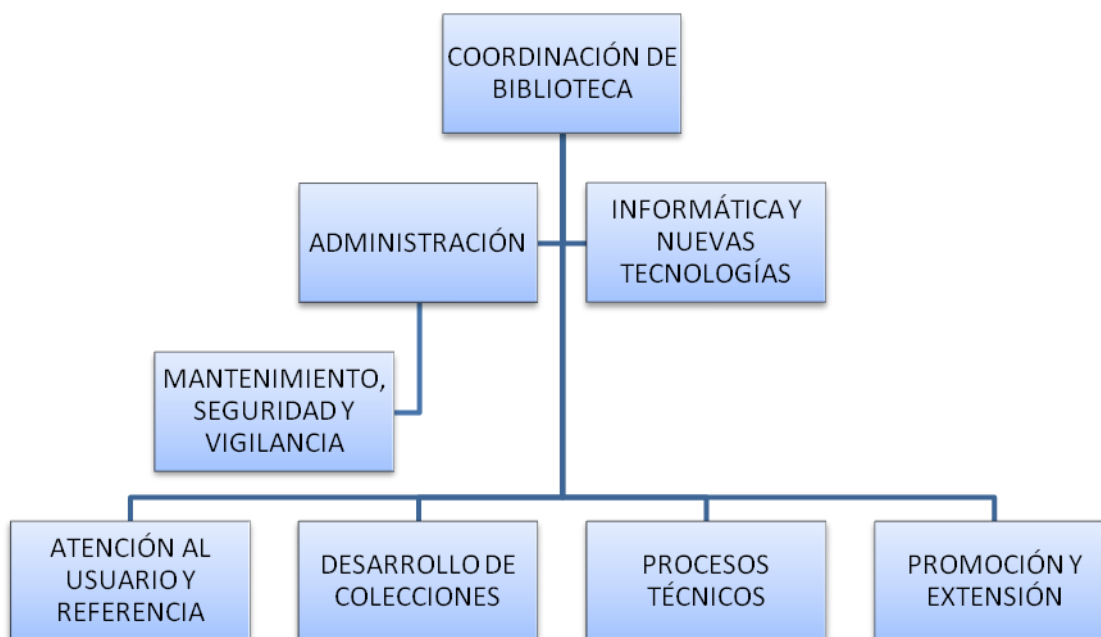 COORDINACIÓN DE
BIBLIOTECA
ADMINISTRACIÓN
INFORMÁTICA Y
NUEVAS
TECNOLOGÍAS
MANTENIMIENTO,
SEGURIDAD Y
VIGILANCIA
ATENCIÓN AL
USUARIO Y
REFERENCIA
DESARROLLO DE
COLECCIONES
PROCESOS
TÉCNICOS
PROMOCIÓN Y
EXTENSIÓN